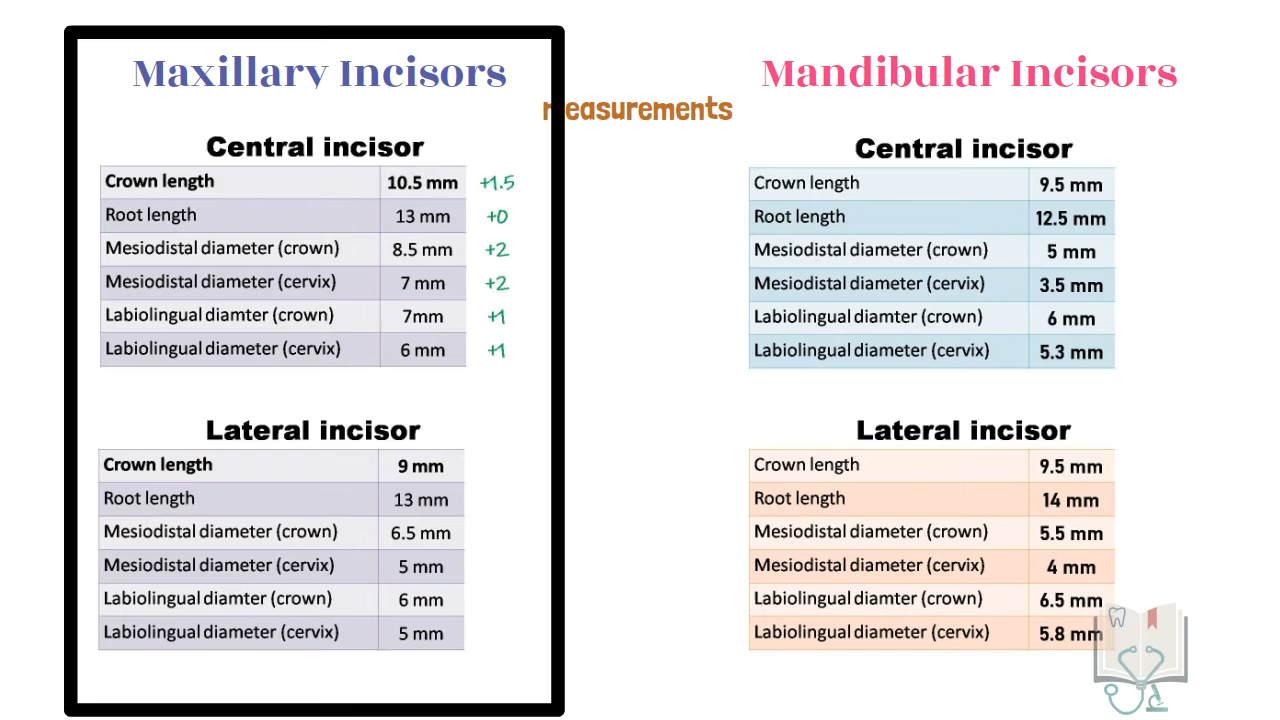 Maxillary Incisors
Mandibular Incisors
measurements
Central incisor
Crown length 10.5 mm +1.5
Root length 13 mm +0
Mesiodistal diameter (crown) 8.5 mm +2
Mesiodistal diameter (cervix) 7 mm +2
Labiolingual diamter (crown) 7mm +1
Labiolingual diameter (cervix) 6 mm +1
Lateral incisor
Crown length 9 mm
Root length 13 mm
Mesiodistal diameter (crown) 6.5 mm
Mesiodistal diameter (cervix) 5 mm
Labiolingual diamter (crown) 6 mm
Labiolingual diameter (cervix) 5 mm
Central incisor
Crown length 9.5 mm
Root length 12.5 mm
Mesiodistal diameter (crown) 5 mm
Mesiodistal diameter (cervix) 3.5 mm
Labiolingual diamter (crown) 6 mm
Labiolingual diameter (cervix) 5.3 mm
Lateral incisor
Crown length 9.5 mm
Root length 14 mm
Mesiodistal diameter (crown) 5.5 mm
Mesiodistal diameter (cervix) 4 mm
Labiolingual diamter (crown) 6.5 mm
Labiolingual diameter (cervix) 5.8 mm